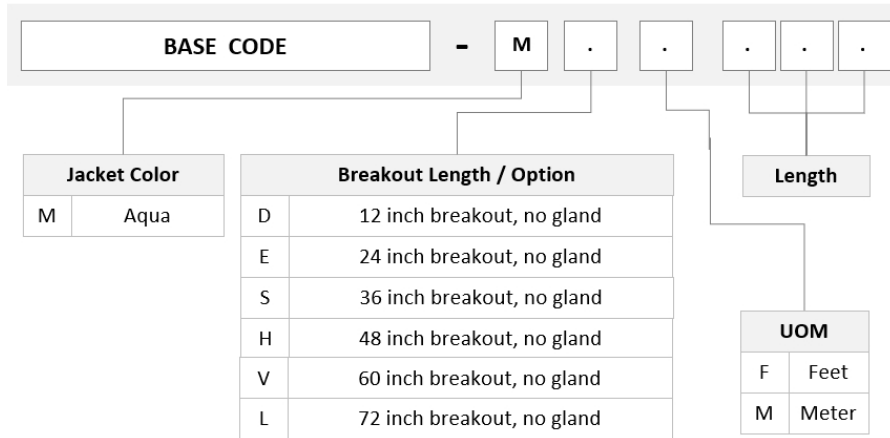 BASE CODE - M . . . . .
Jacket Color
M Aqua
Breakout Length / Option
D 12 inch breakout, no gland
E 24 inch breakout, no gland
S 36 inch breakout, no gland
H 48 inch breakout, no gland
V 60 inch breakout, no gland
L 72 inch breakout, no gland
Length
UOM
F Feet
M Meter